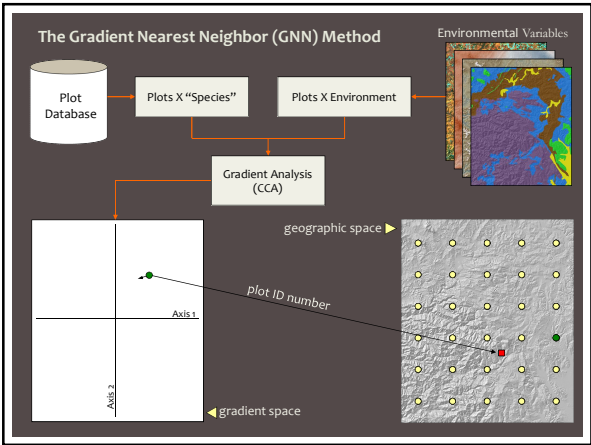 The Gradient Nearest Neighbor (GNN) Method
Environmental Variables
Plot
Database
Plots X “Species”
Plots X Environment
Gradient Analysis
(CCA)
geographic space
plot ID number
Axis 1
Axis 2
gradient space